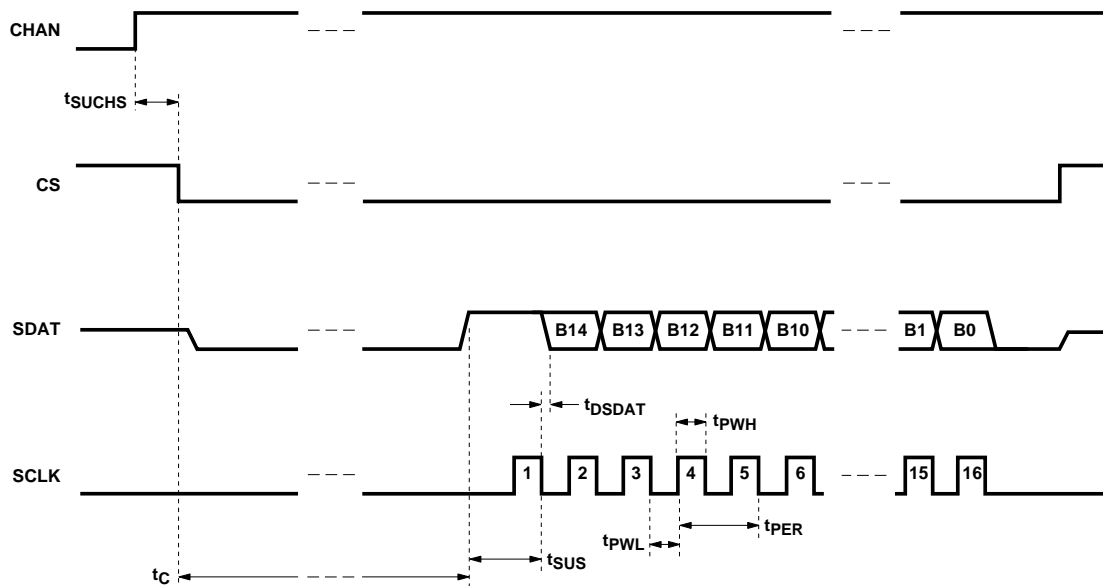 CHAN
tSUCHS
CS
SDAT
B14 B13 B12 B11 B10 B1 B0
tDSDAT
tPWH
SCLK
1 2 3 4 5 6 15 16
tPER
tPWL
tSUS
tC